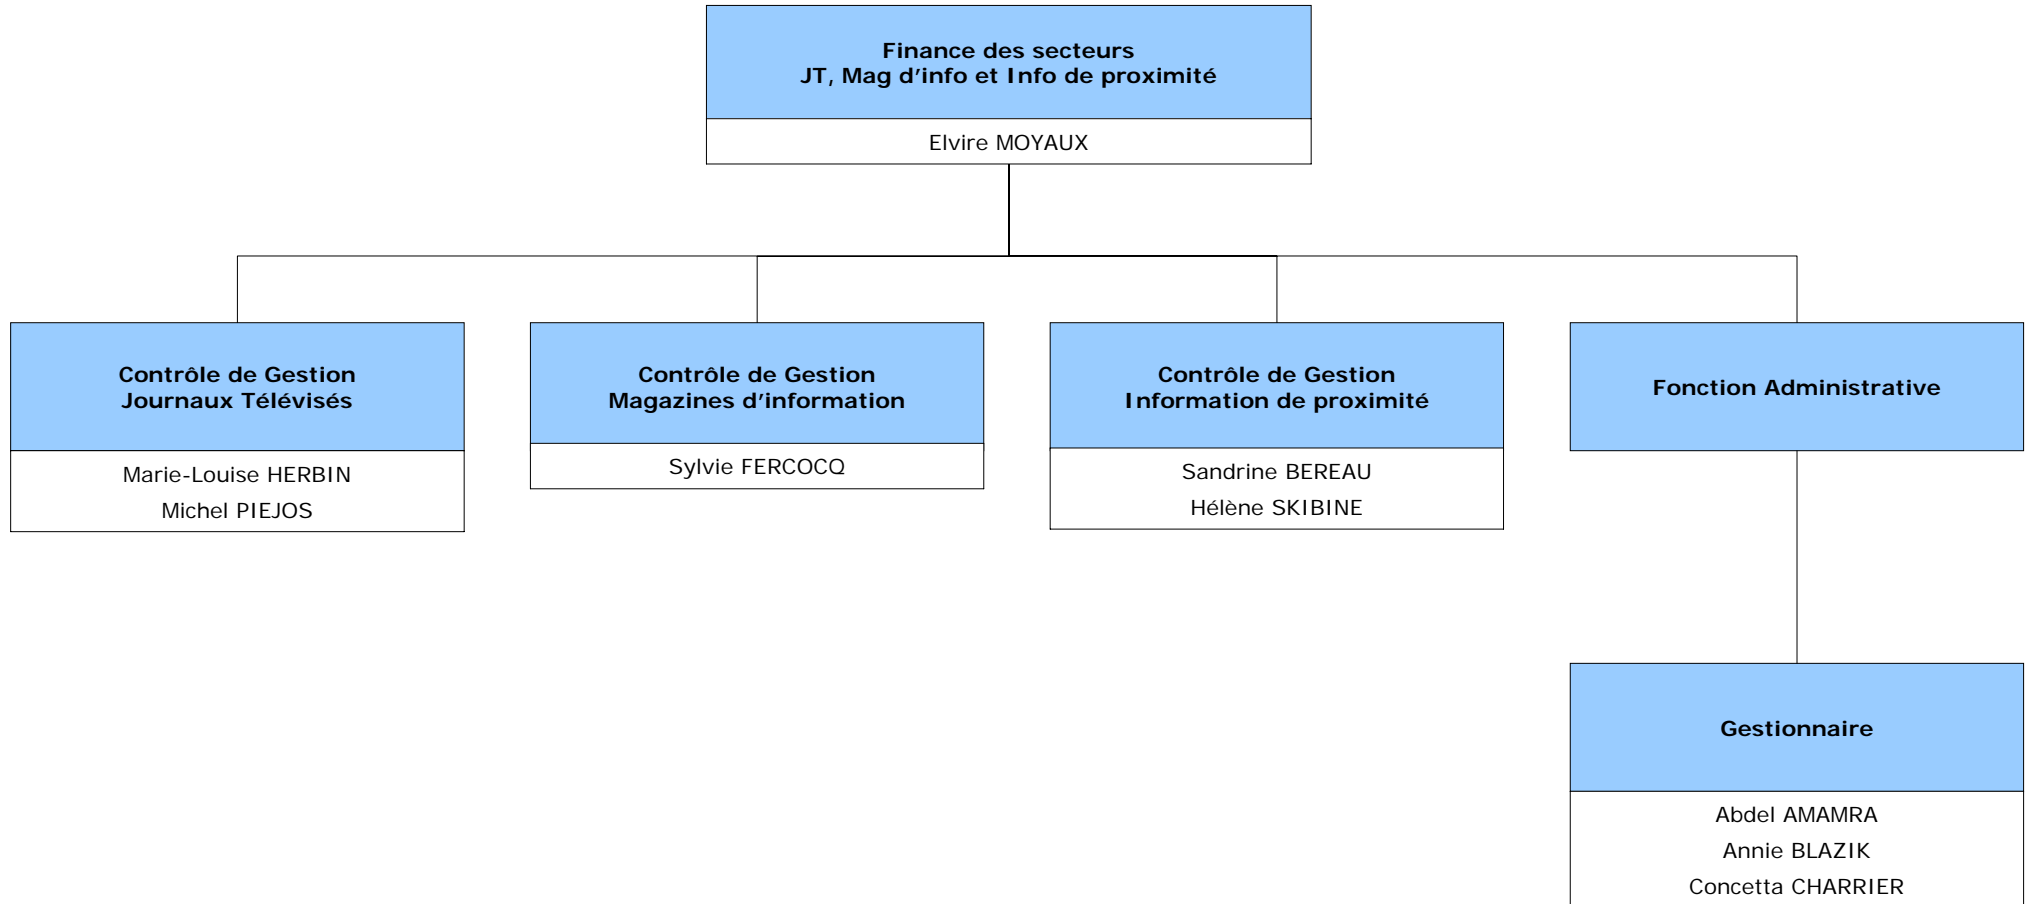 Finance des secteurs
JT, Mag d'info et Info de proximité
Elvire MOYAUX
Contrôle de Gestion
Journaux Télévisés
Marie-Louise HERBIN
Michel PIEJOS
Contrôle de Gestion
Magazines d'information
Sylvie FERCOCQ
Contrôle de Gestion
Information de proximité
Sandrine BEREAU
Hélène SKIBINE
Fonction Administrative
Gestionnaire
Abdel AMAMRA
Annie BLAZIK
Concetta CHARRIER